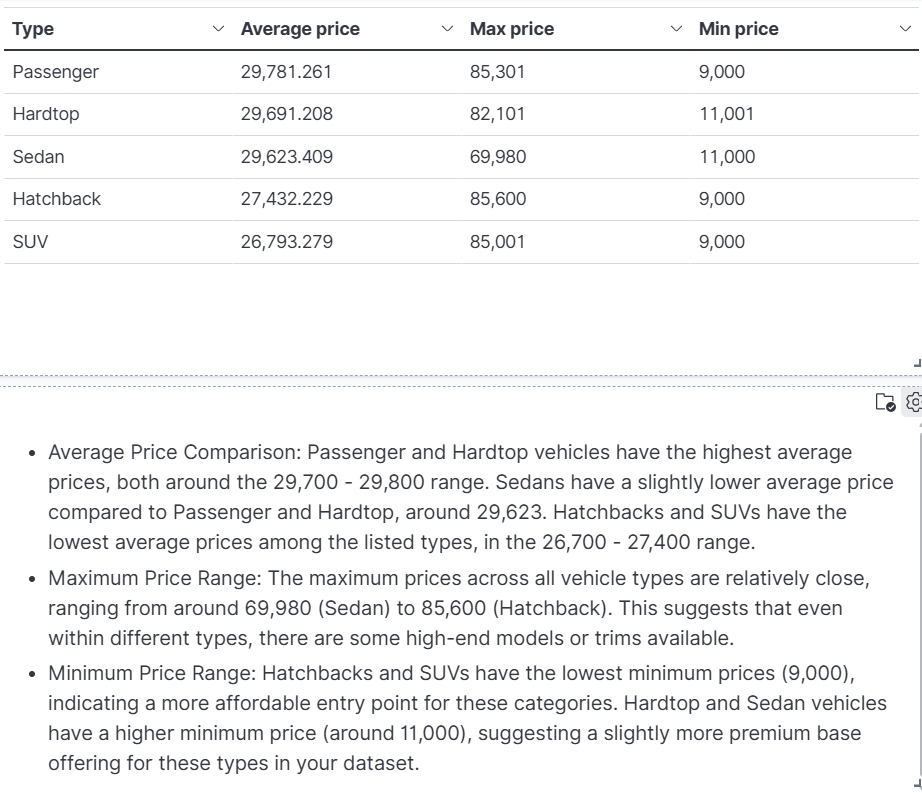 Type Average price Max price Min price
Passenger 29,781.261 85,301 9,000
Hardtop 29,691.208 82,101 11,001
Sedan 29,623.409 69,980 11,000
Hatchback 27,432.229 85,600 9,000
SUV 26,793.279 85,001 9,000
• Average Price Comparison: Passenger and Hardtop vehicles have the highest average
prices, both around the 29,700 - 29,800 range. Sedans have a slightly lower average price
compared to Passenger and Hardtop, around 29,623. Hatchbacks and SUVs have the
lowest average prices among the listed types, in the 26,700 - 27,400 range.
• Maximum Price Range: The maximum prices across all vehicle types are relatively close,
ranging from around 69,980 (Sedan) to 85,600 (Hatchback). This suggests that even
within different types, there are some high-end models or trims available.
• Minimum Price Range: Hatchbacks and SUVs have the lowest minimum prices (9,000),
indicating a more affordable entry point for these categories. Hardtop and Sedan vehicles
have a higher minimum price (around 11,000), suggesting a slightly more premium base
offering for these types in your dataset.